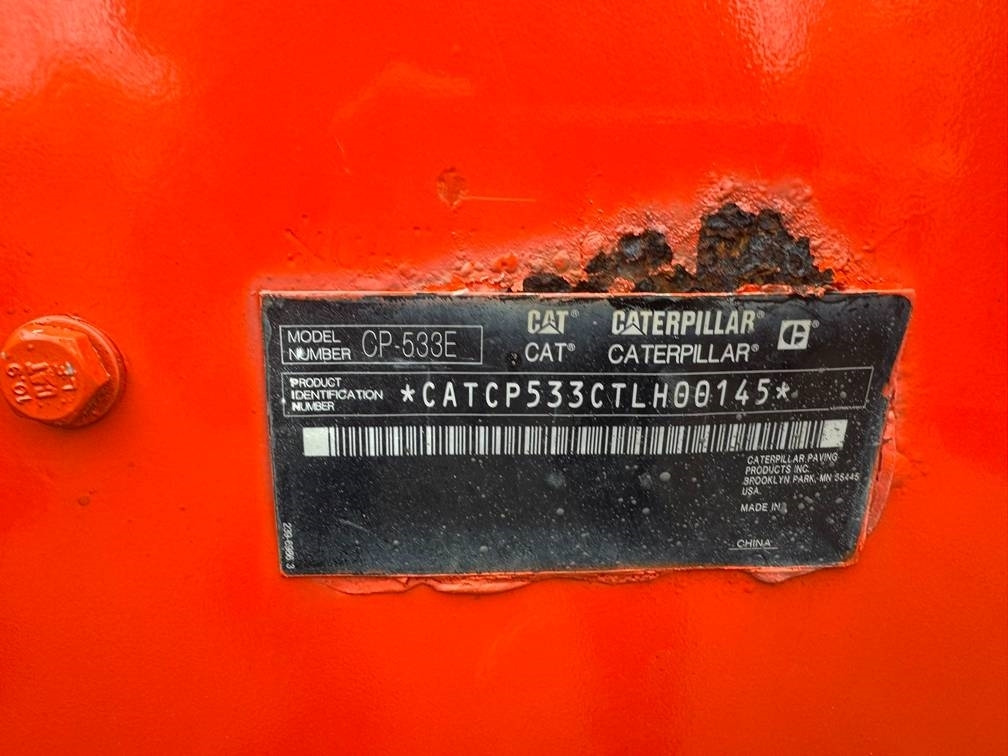 MODEL
NUMBER CP-533E
CAT® CATERPILLAR®
CAT® CATERPILLAR®
PRODUCT
IDENTIFICATION
NUMBER
*CATCP533CTLH00145*
CATERPILLAR PAVING
PRODUCTS INC.
BROOKLYN PARK, MN 55445
USA.
MADE IN
CHINA